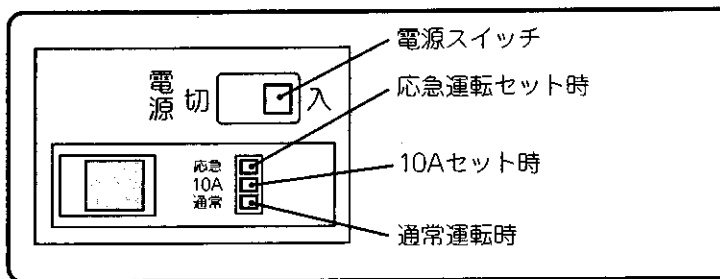 電源スイッチ
電源 切 入
応急運転セット時
応急
10A
通常
10Aセット時
通常運転時